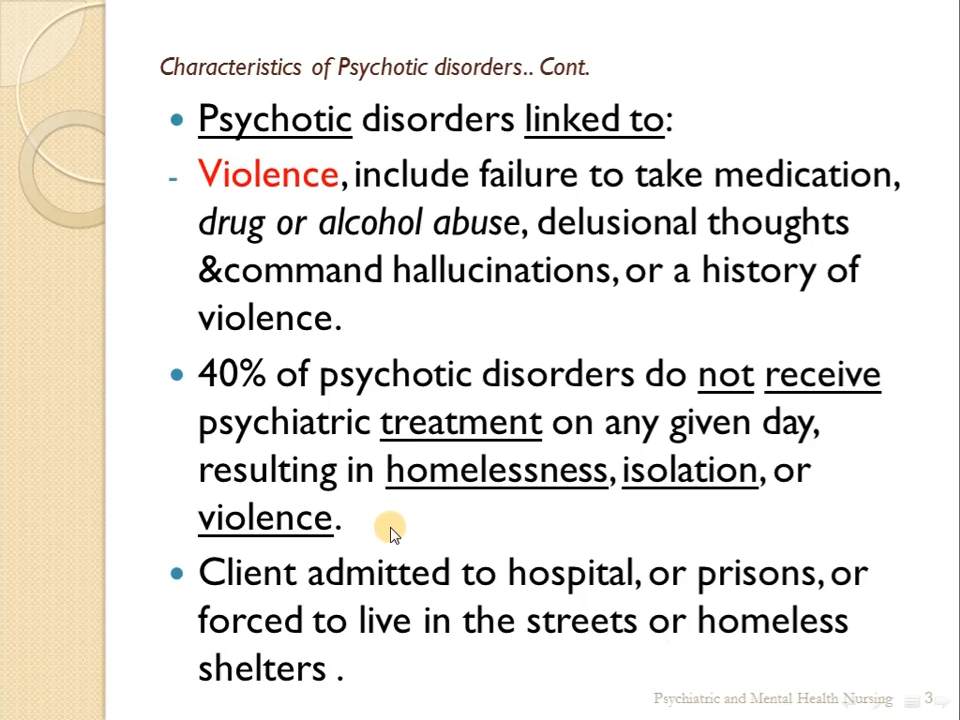 Characteristics of Psychotic disorders.. Cont.
• Psychotic disorders linked to:
- Violence, include failure to take medication,
drug or alcohol abuse, delusional thoughts
&command hallucinations, or a history of
violence.
• 40% of psychotic disorders do not receive
psychiatric treatment on any given day,
resulting in homelessness, isolation, or
violence.
• Client admitted to hospital, or prisons, or
forced to live in the streets or homeless
shelters .
Psychiatric and Mental Health Nursing 3